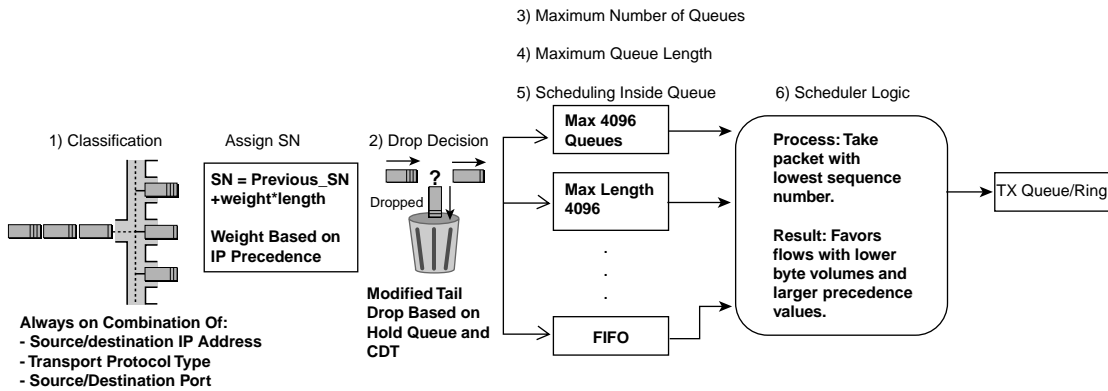 3) Maximum Number of Queues
4) Maximum Queue Length
5) Scheduling Inside Queue
6) Scheduler Logic
1) Classification
Assign SN
2) Drop Decision
SN = Previous_SN
+weight*length
Weight Based on
IP Precedence
?
Dropped
Modified Tail
Drop Based on
Hold Queue and
CDT
Max 4096
Queues
Max Length
4096
.
.
.
FIFO
Process: Take
packet with
lowest sequence
number.
Result: Favors
flows with lower
byte volumes and
larger precedence
values.
TX Queue/Ring
Always on Combination Of:
- Source/destination IP Address
- Transport Protocol Type
- Source/Destination Port